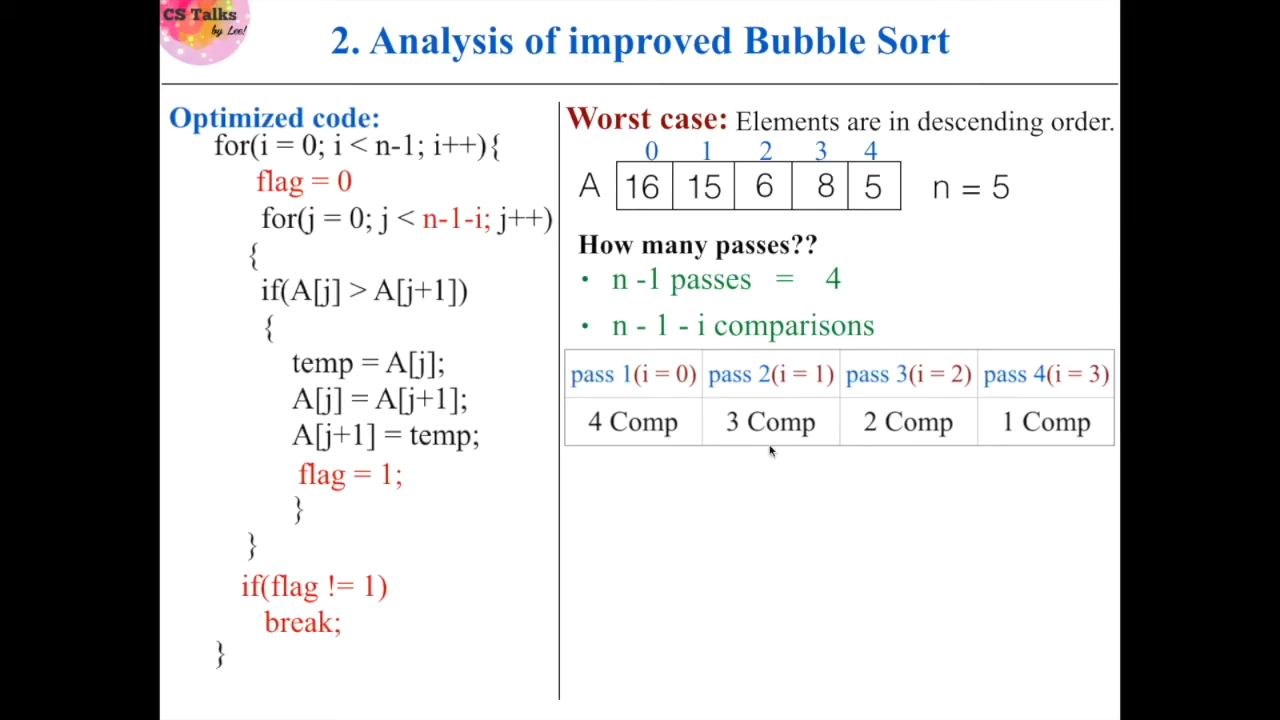 CS Talks
by Lee!
2. Analysis of improved Bubble Sort
Optimized code:
for(i = 0; i < n-1; i++){
flag = 0
for(j = 0; j < n-1-i; j++)
{
if(A[j] > A[j+1])
{
temp = A[j];
A[j] = A[j+1];
A[j+1] = temp;
flag = 1;
}
}
if(flag != 1)
break;
}
Worst case: Elements are in descending order.
0 1 2 3 4
A 16 15 6 8 5 n = 5
How many passes??
• n -1 passes = 4
• n - 1 - i comparisons
pass 1(i = 0) pass 2(i = 1) pass 3(i = 2) pass 4(i = 3)
4 Comp 3 Comp 2 Comp 1 Comp